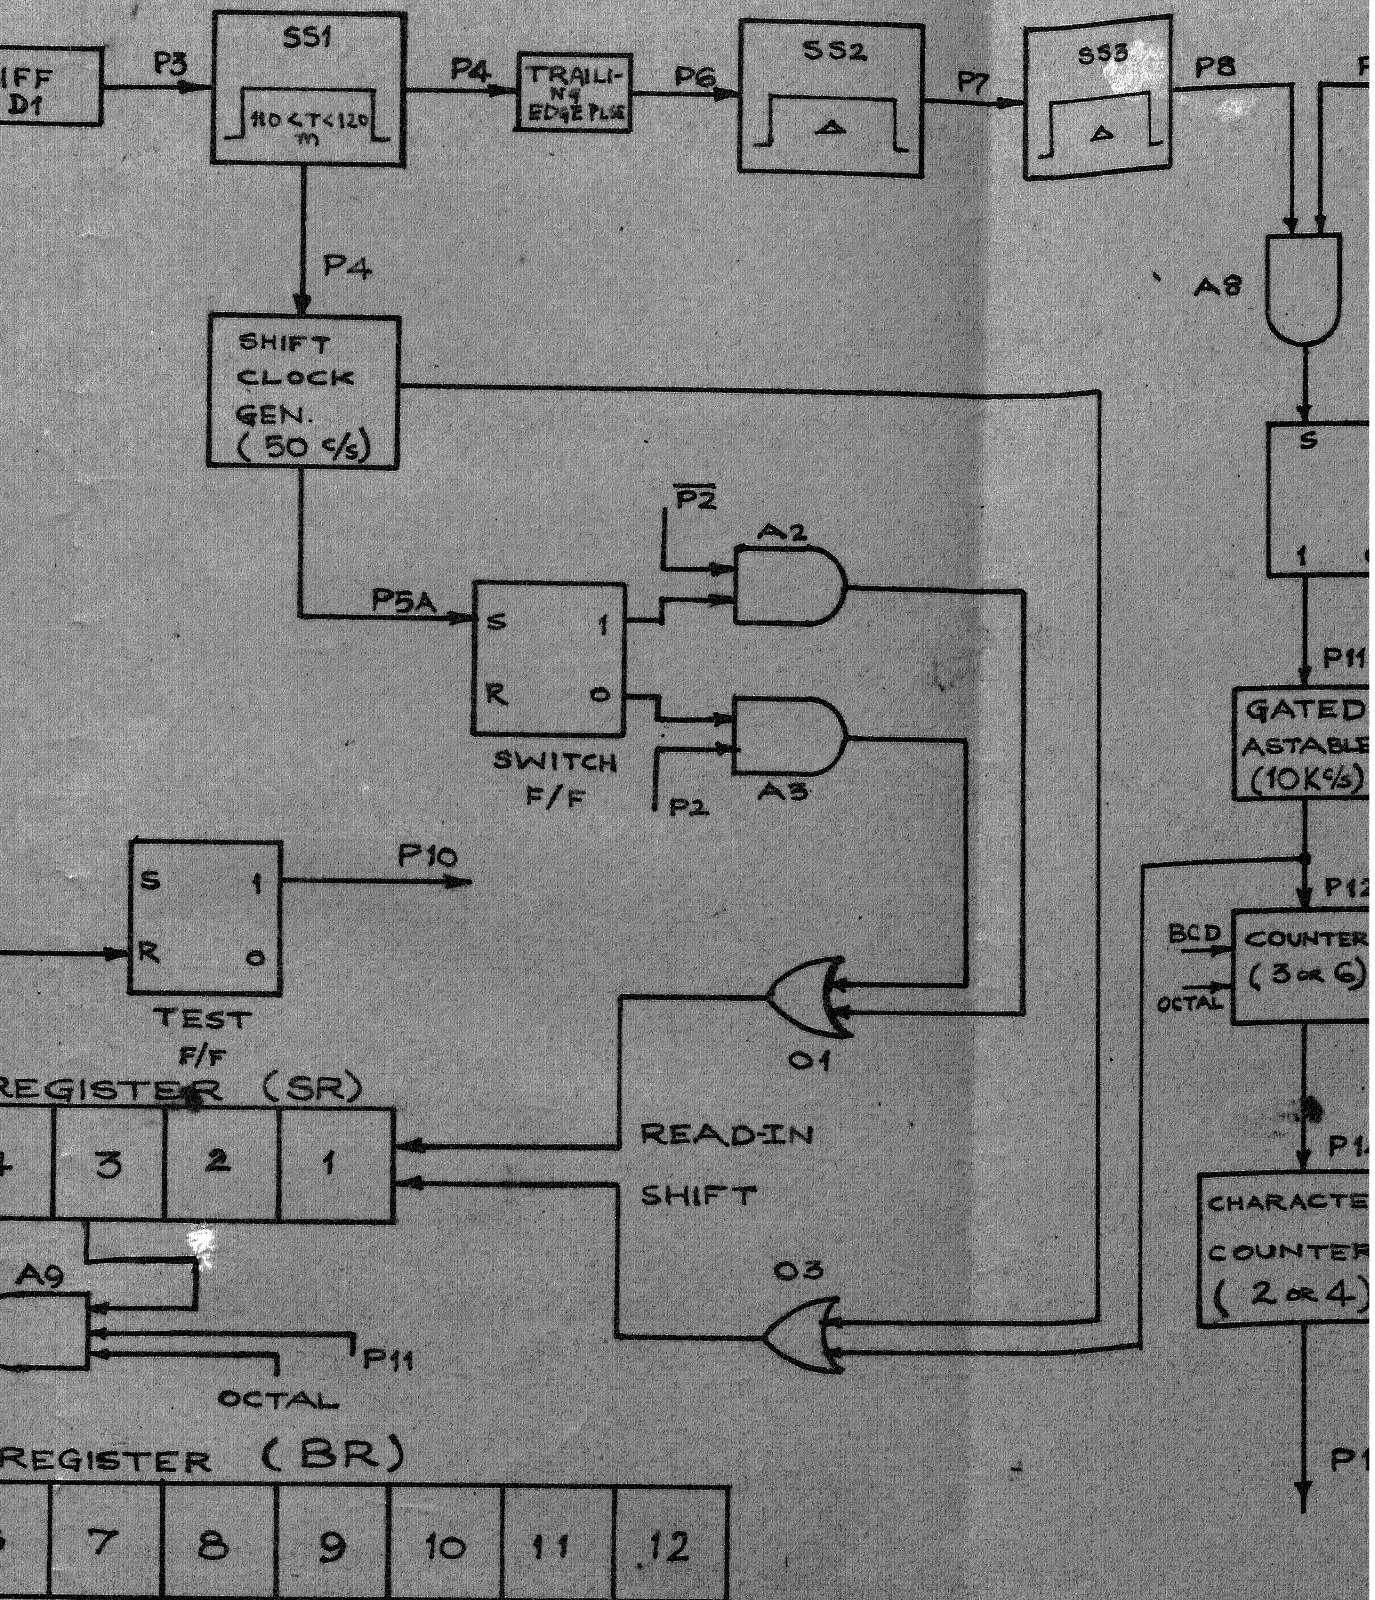 IFF
D1
P3
SS1
110 < T < 120
m
P4
TRAILI-
NG
EDGE PLSE
P6
SS2
Δ
P7
SS3
Δ
P8
P4
A8
SHIFT
CLOCK
GEN.
(50 c/s)
S
1
P2
A2
P5A
S 1
R 0
SWITCH
F/F
A3
P2
P11
GATED
ASTABLE
(10Kc/s)
P10
S 1
R 0
TEST
F/F
P12
BCD
OCTAL
COUNTER
(3 OR 6)
O1
REGISTER (SR)
3 2 1
READ-IN
SHIFT
CHARACTE
COUNTER
(2 OR 4)
O3
A9
P11
OCTAL
REGISTER (BR)
7 8 9 10 11 12